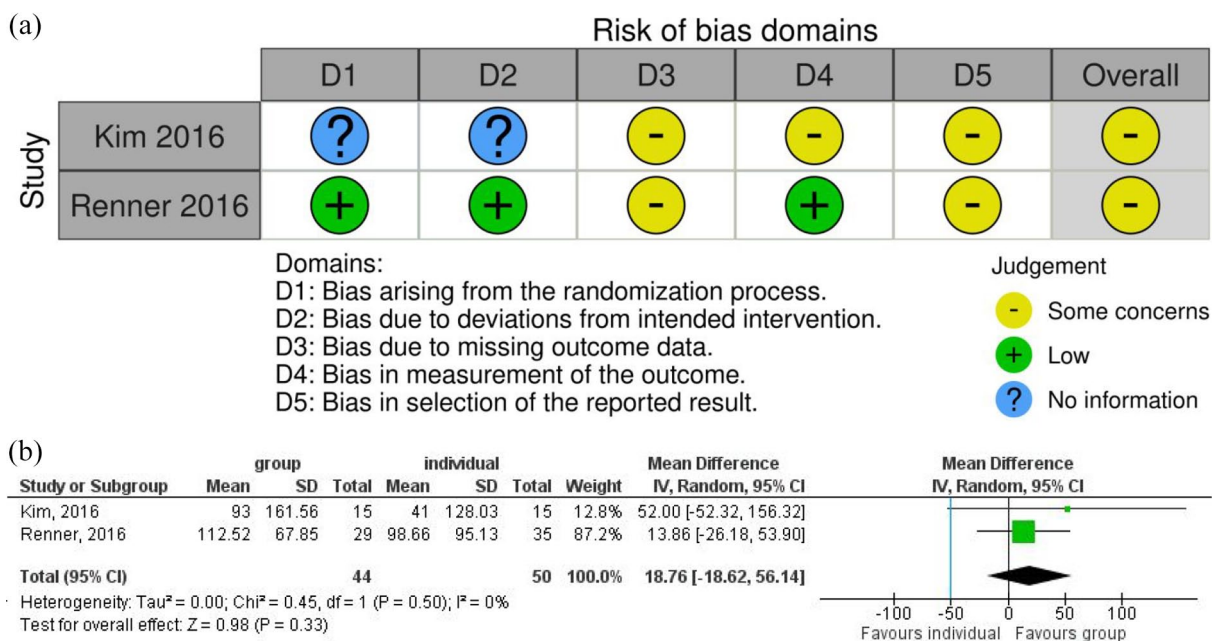 (a)
Risk of bias domains
D1 D2 D3 D4 D5 Overall
Study
Kim 2016 ? ? - - - -
Renner 2016 + + - + - -
Domains:
D1: Bias arising from the randomization process.
D2: Bias due to deviations from intended intervention.
D3: Bias due to missing outcome data.
D4: Bias in measurement of the outcome.
D5: Bias in selection of the reported result.
Judgement
- Some concerns
+ Low
? No information
(b)
group individual Mean Difference Mean Difference
Study or Subgroup Mean SD Total Mean SD Total Weight IV, Random, 95% CI IV, Random, 95% CI
Kim, 2016 93 161.56 15 41 128.03 15 12.8% 52.00 [-52.32, 156.32]
Renner, 2016 112.52 67.85 29 98.66 95.13 35 87.2% 13.86 [-26.18, 53.90]
Total (95% CI) 44 50 100.0% 18.76 [-18.62, 56.14]
Heterogeneity: Tau² = 0.00; Chi² = 0.45, df = 1 (P = 0.50); I² = 0%
Test for overall effect: Z = 0.98 (P = 0.33)
-100 -50 0 50 100
Favours individual Favours group